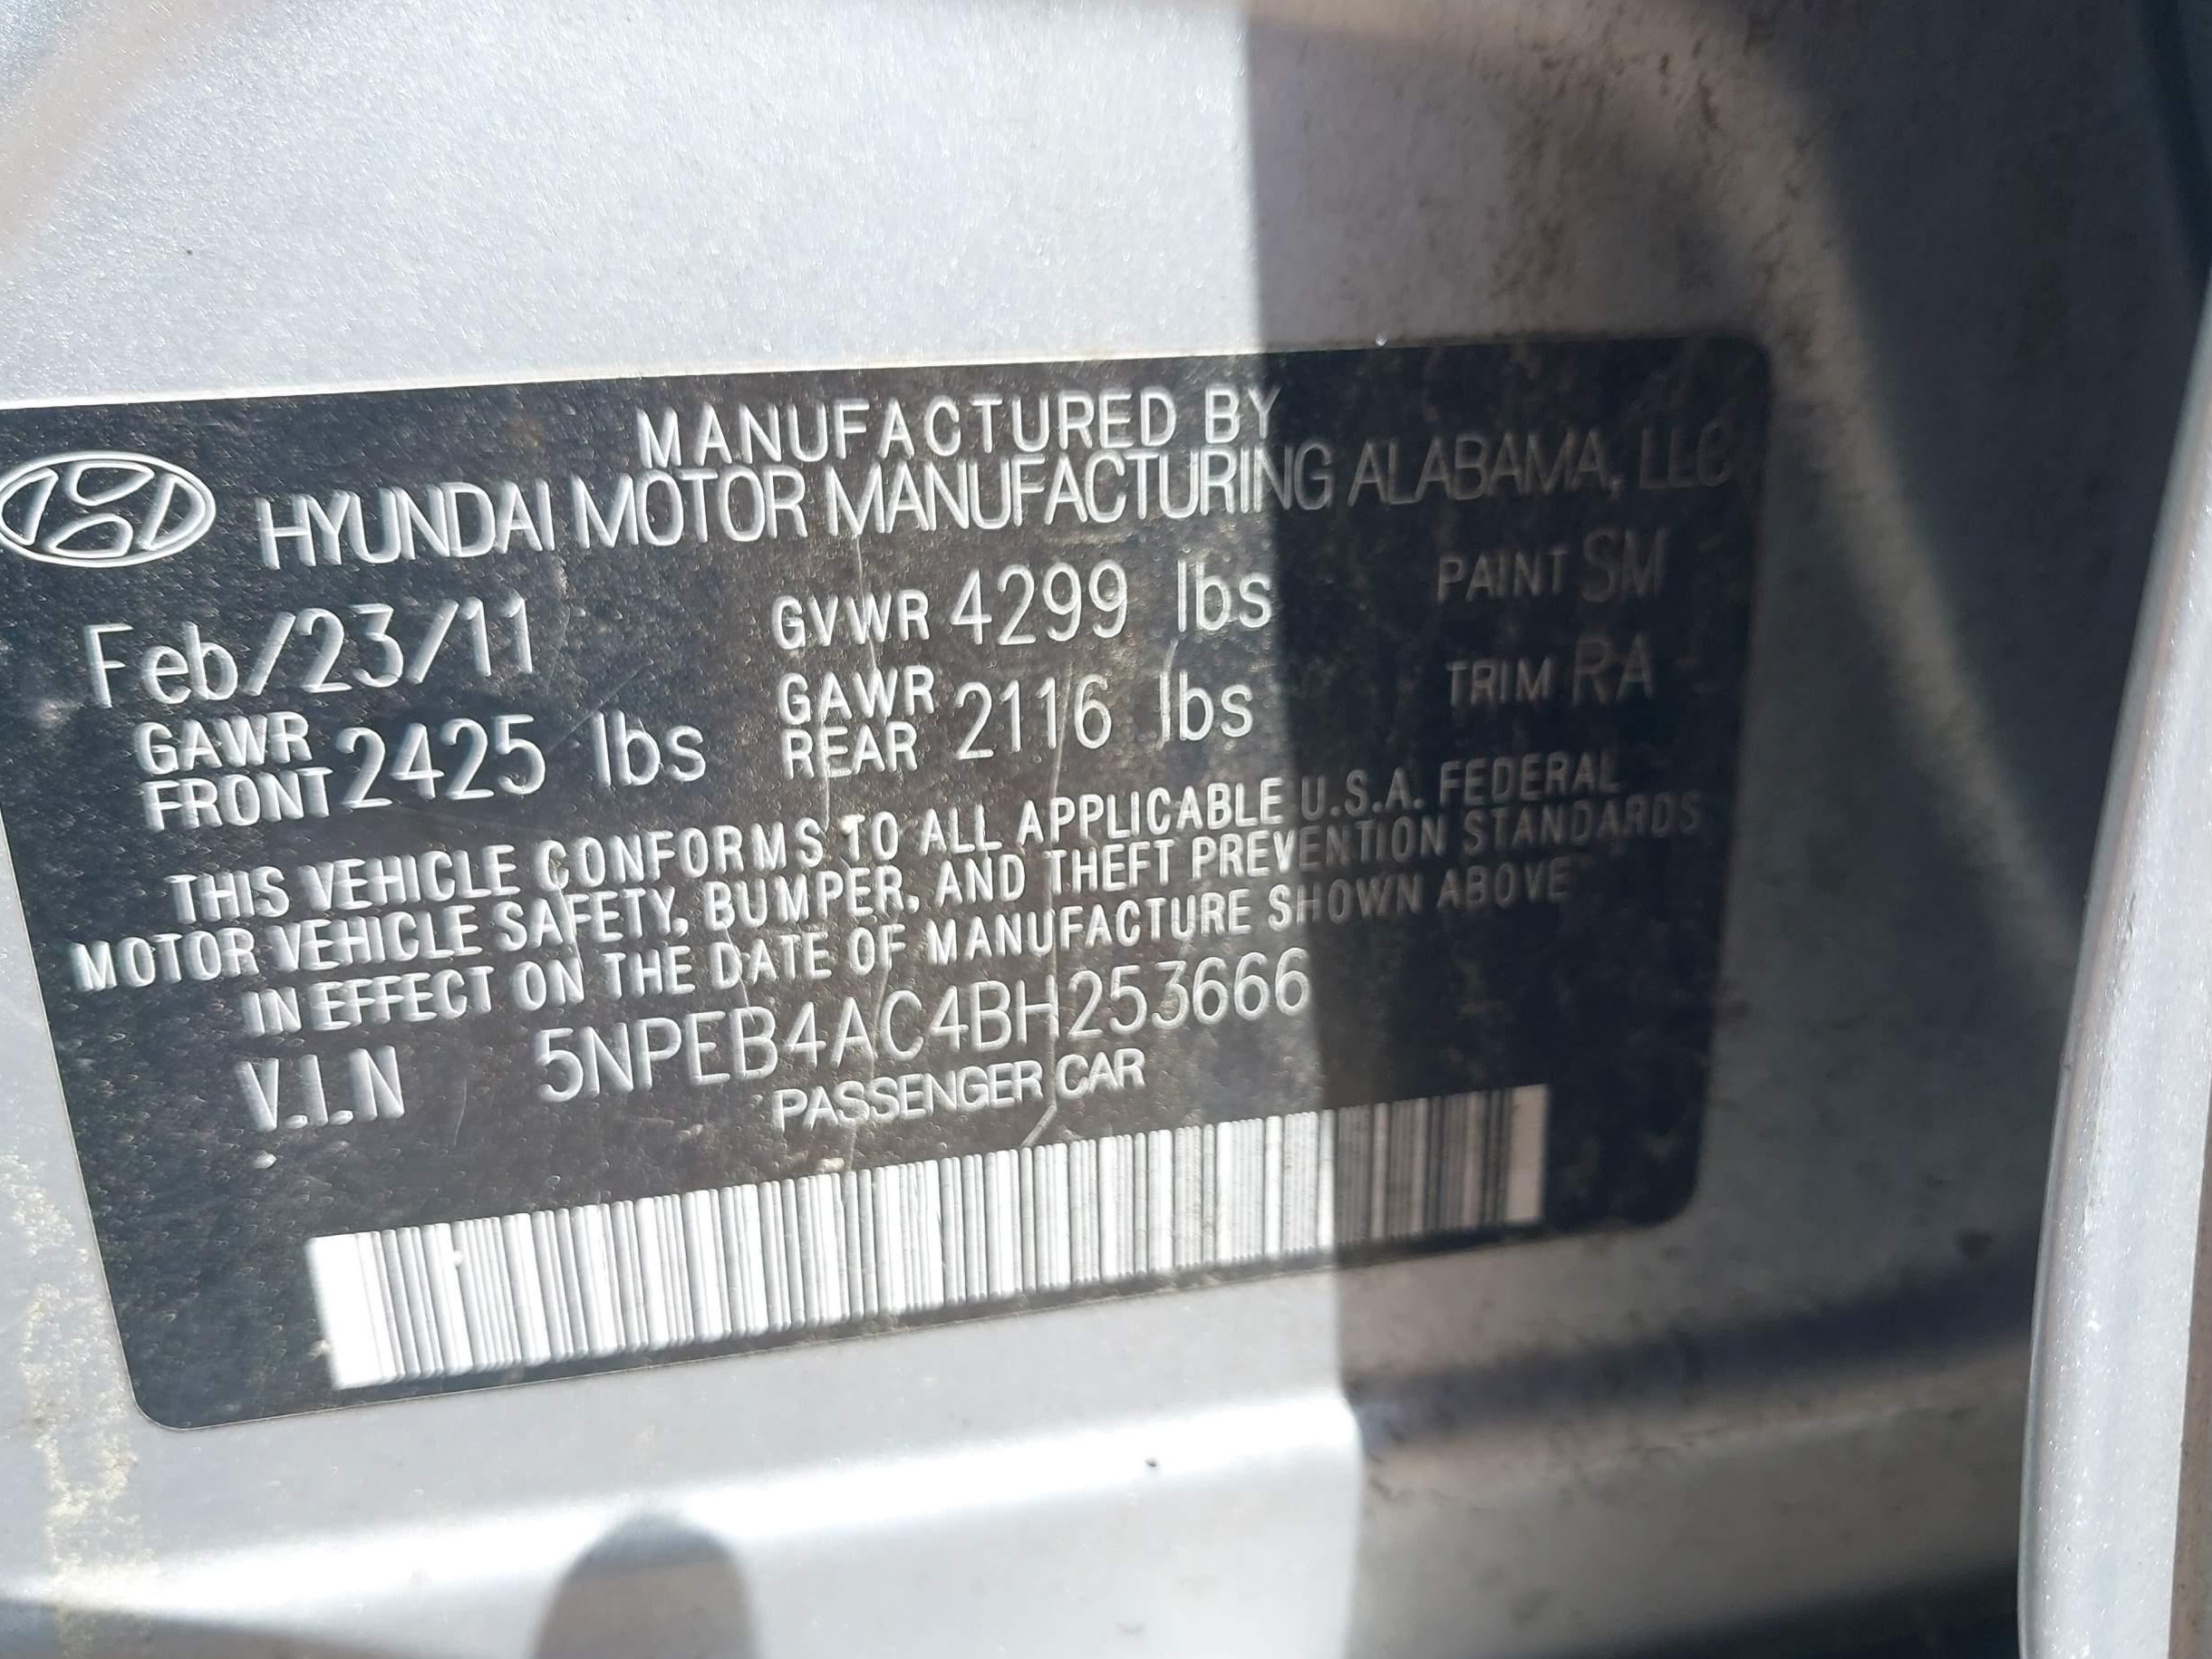 MANUFACTURED BY
HYUNDAI MOTOR MANUFACTURING ALABAMA, LLC
Feb/23/11 GVWR 4299 lbs PAINT SM
GAWR FRONT 2425 lbs GAWR REAR 2116 lbs TRIM RA
THIS VEHICLE CONFORMS TO ALL APPLICABLE U.S.A. FEDERAL
MOTOR VEHICLE SAFETY, BUMPER, AND THEFT PREVENTION STANDARDS
IN EFFECT ON THE DATE OF MANUFACTURE SHOWN ABOVE
V.I.N 5NPEB4AC4BH253666
PASSENGER CAR